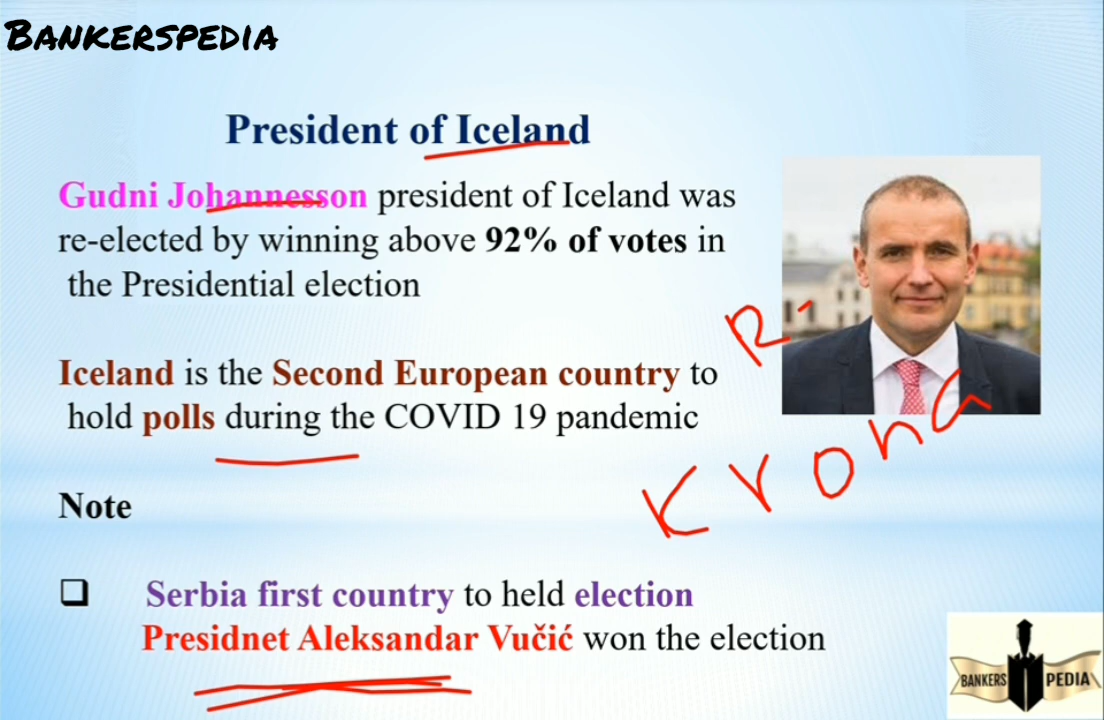 BANKERSPEDIA
President of Iceland
Gudni Johannesson president of Iceland was
re-elected by winning above 92% of votes in
the Presidential election
R.
Iceland is the Second European country to
hold polls during the COVID 19 pandemic
Krona
Note
❑ Serbia first country to held election
Presidnet Aleksandar Vučić won the election
BANKERS PEDIA